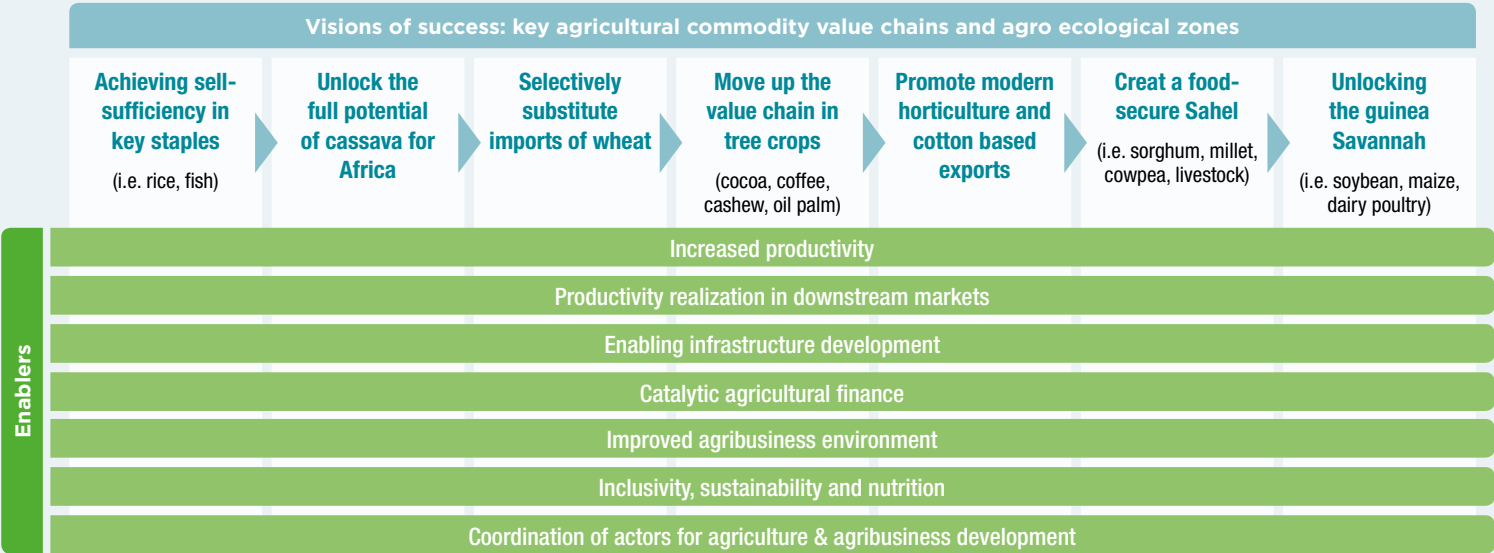 Visions of success: key agricultural commodity value chains and agro ecological zones
Achieving sell-
sufficiency in
key staples
(i.e. rice, fish)
Unlock the
full potential
of cassava for
Africa
Selectively
substitute
imports of wheat
Move up the
value chain in
tree crops
(cocoa, coffee,
cashew, oil palm)
Promote modern
horticulture and
cotton based
exports
Creat a food-
secure Sahel
(i.e. sorghum, millet,
cowpea, livestock)
Unlocking
the guinea
Savannah
(i.e. soybean, maize,
dairy poultry)
Enablers
Increased productivity
Productivity realization in downstream markets
Enabling infrastructure development
Catalytic agricultural finance
Improved agribusiness environment
Inclusivity, sustainability and nutrition
Coordination of actors for agriculture & agribusiness development